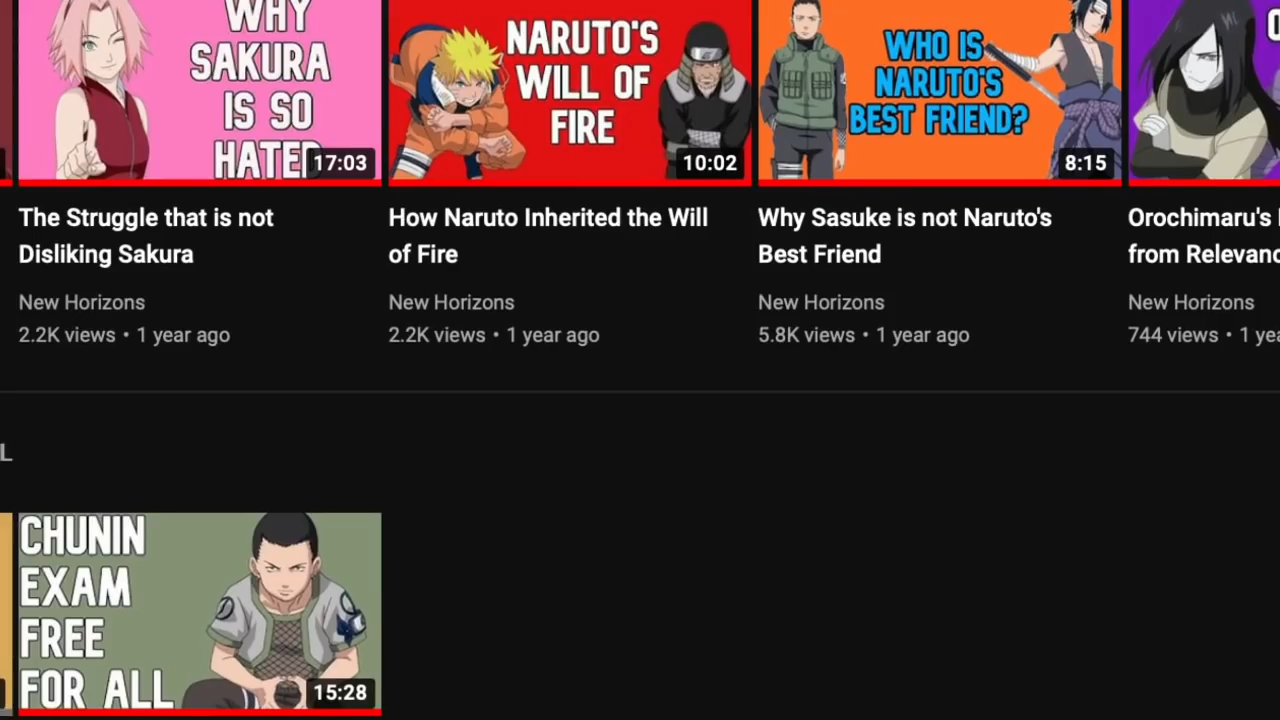 WHY
SAKURA
IS SO
HATED
17:03
NARUTO'S
WILL OF
FIRE
10:02
WHO IS
NARUTO'S
BEST FRIEND?
8:15
The Struggle that is not
Disliking Sakura
New Horizons
2.2K views • 1 year ago
How Naruto Inherited the Will
of Fire
New Horizons
2.2K views • 1 year ago
Why Sasuke is not Naruto's
Best Friend
New Horizons
5.8K views • 1 year ago
Orochimaru's
from
New Horizons
744 views • 1
L
CHUNIN
EXAM
FREE
FOR ALL
15:28